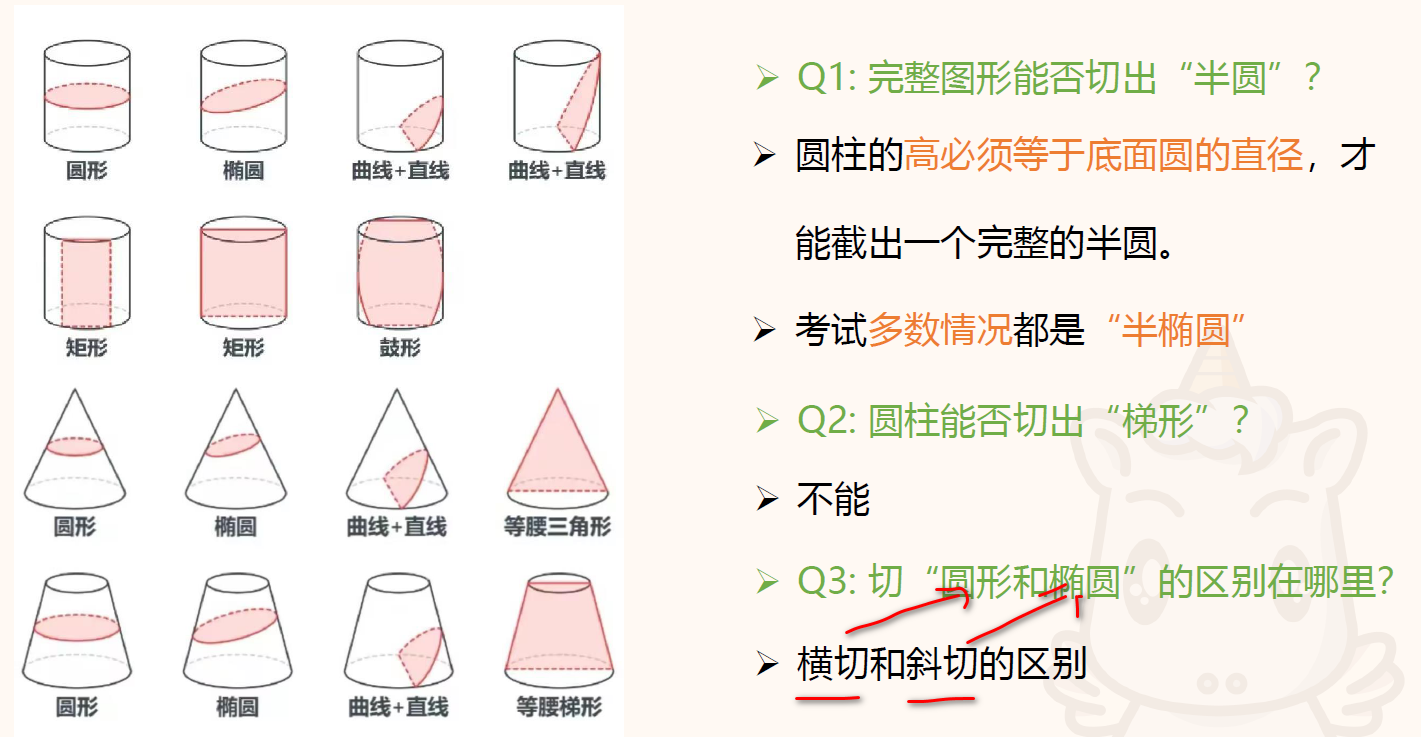 圆形 椭圆 曲线+直线 曲线+直线
矩形 矩形 鼓形
圆形 椭圆 曲线+直线 等腰三角形
圆形 椭圆 曲线+直线 等腰梯形
➢ Q1: 完整图形能否切出“半圆”？
➢ 圆柱的高必须等于底面圆的直径，才
能截出一个完整的半圆。
➢ 考试多数情况都是“半椭圆”
➢ Q2: 圆柱能否切出“梯形”？
➢ 不能
➢ Q3: 切“圆形和椭圆”的区别在哪里？
➢ 横切和斜切的区别